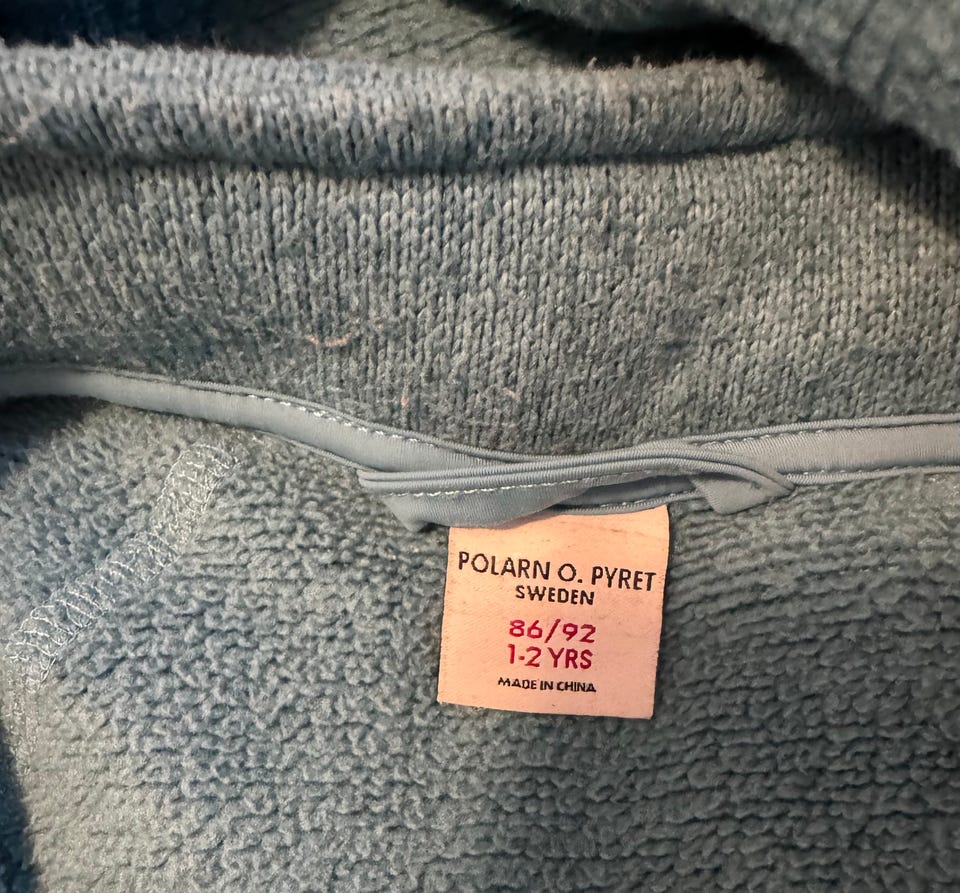 POLARN O. PYRET
SWEDEN
86/92
1-2 YRS
MADE IN CHINA